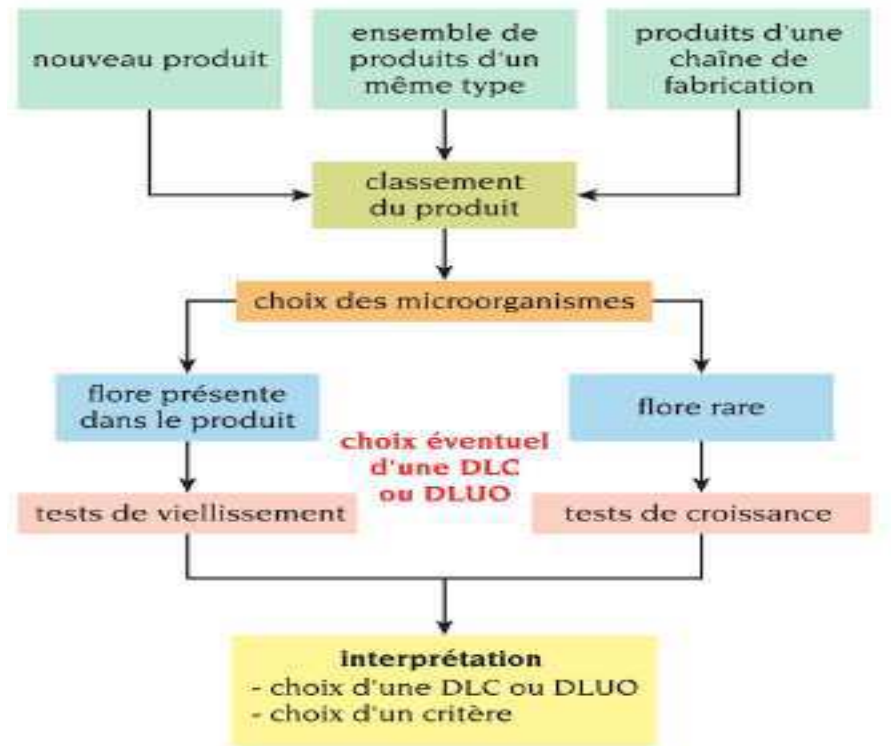 nouveau produit
ensemble de
produits d'un
même type
produits d'une
chaîne de
fabrication
classement
du produit
choix des microorganismes
flore présente
dans le produit
flore rare
choix éventuel
d'une DLC
ou DLUO
tests de viellissement
tests de croissance
interprétation
- choix d'une DLC ou DLUO
- choix d'un critère